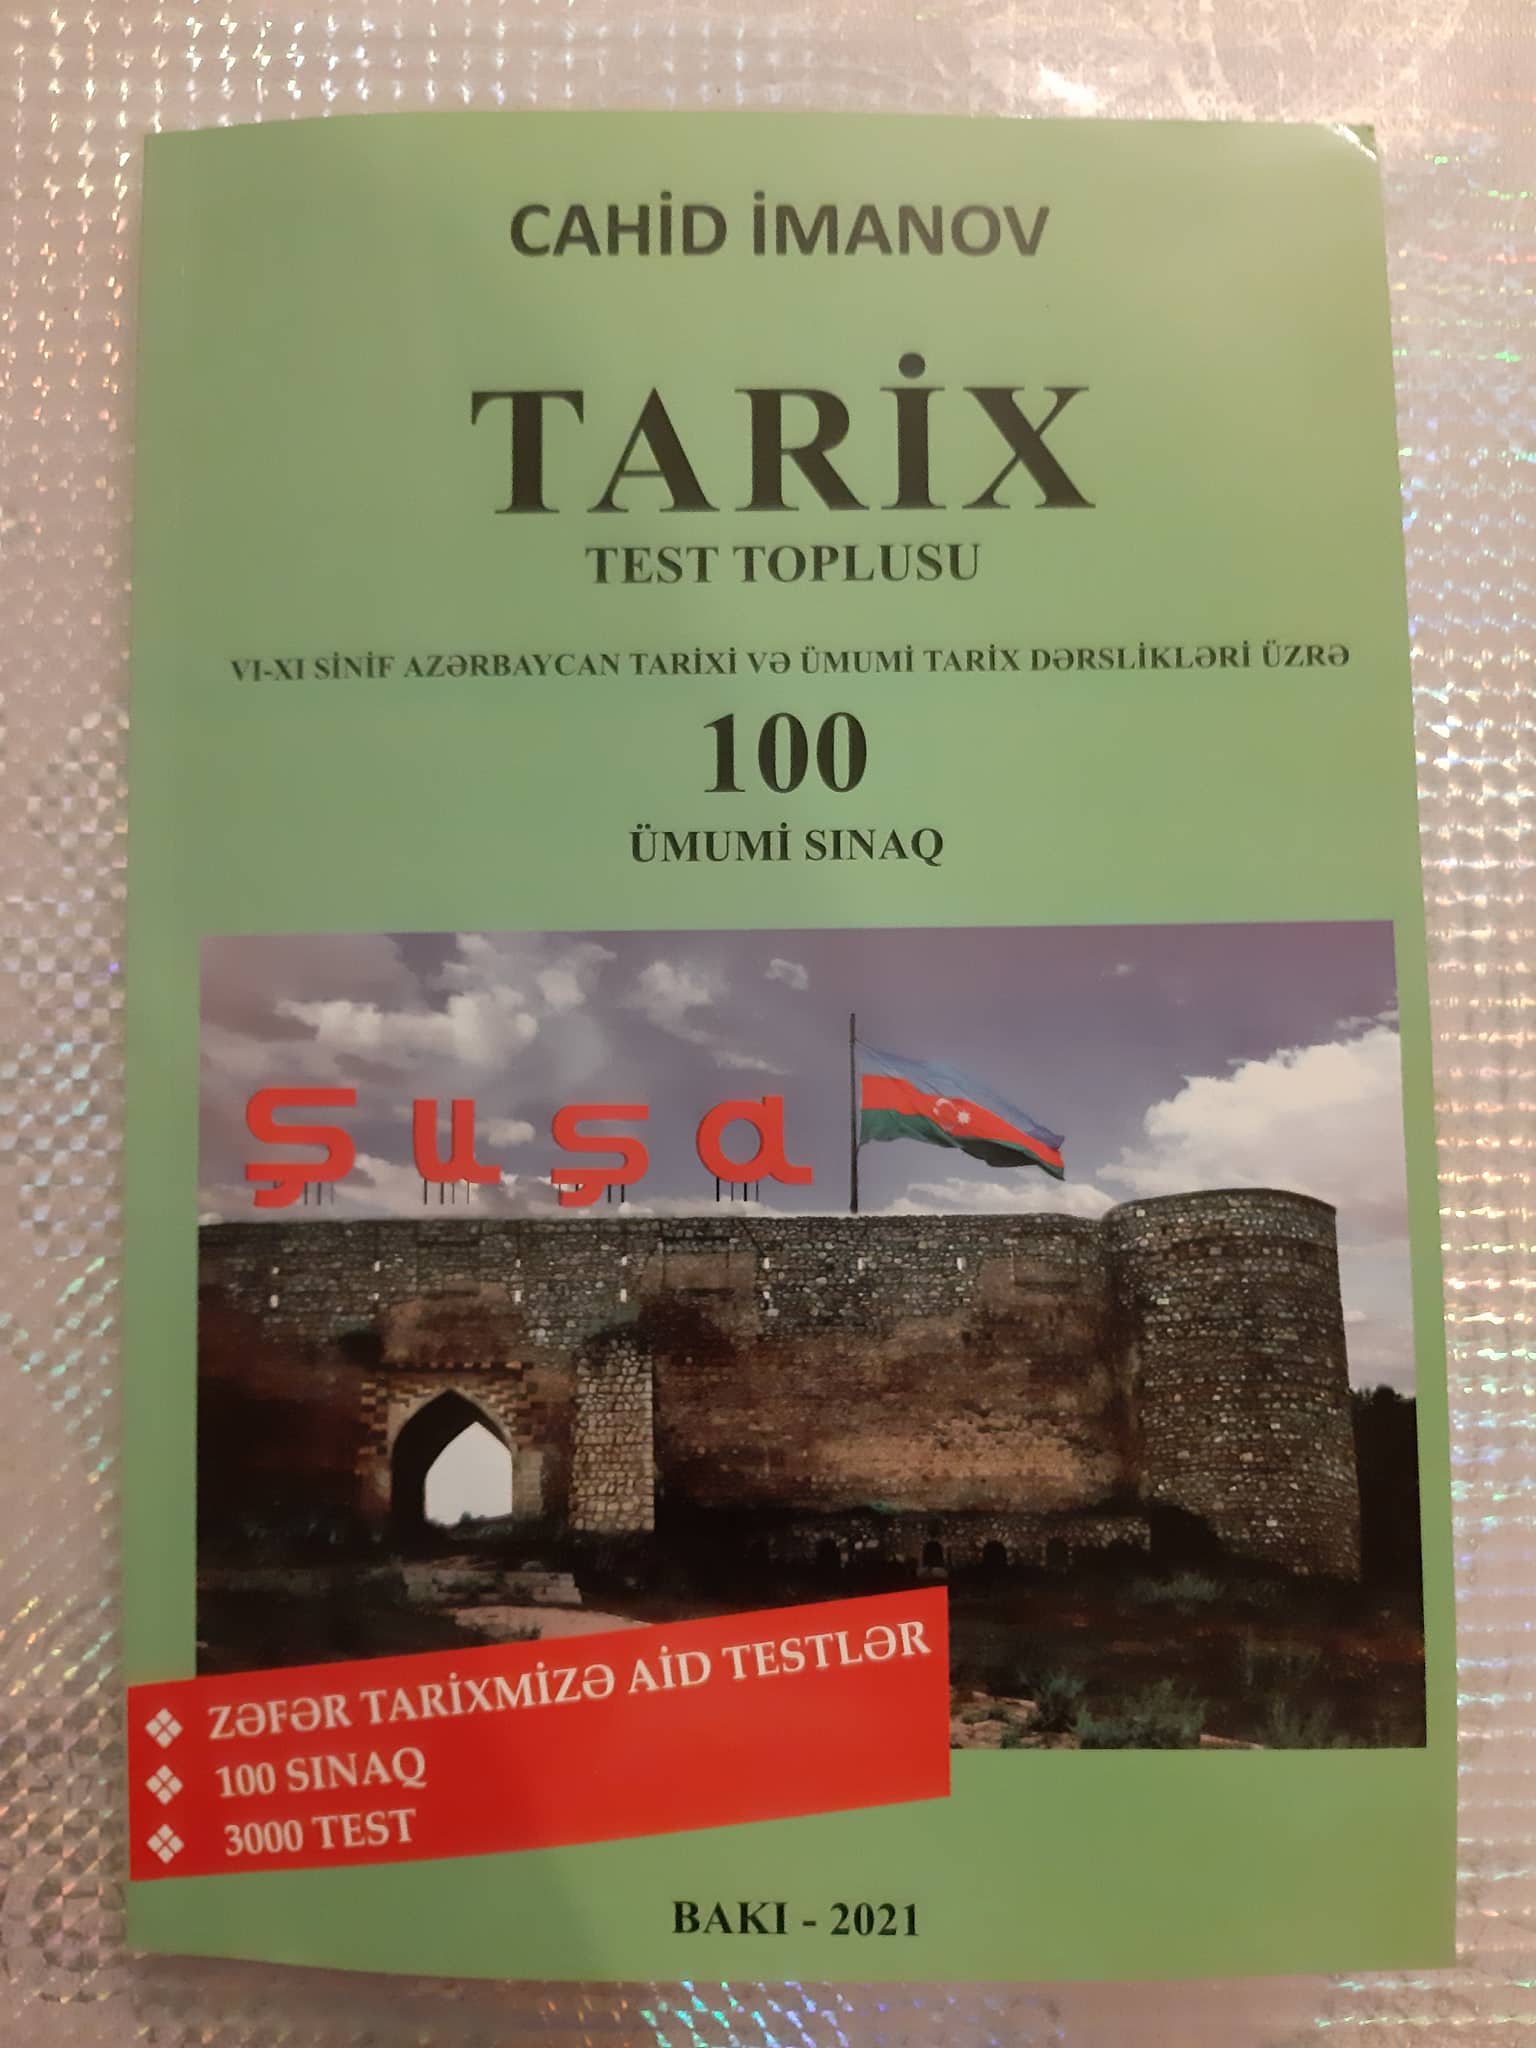 CAHİD İMANOV
TARİX
TEST TOPLUSU
VI-XI SİNİF AZƏRBAYCAN TARİXİ VƏ ÜMUMİ TARİX DƏRSLİKLƏRİ ÜZRƏ
100
ÜMUMİ SINAQ
Şuşa
❖ ZƏFƏR TARİXMİZƏ AİD TESTLƏR
❖ 100 SINAQ
❖ 3000 TEST
BAKI - 2021